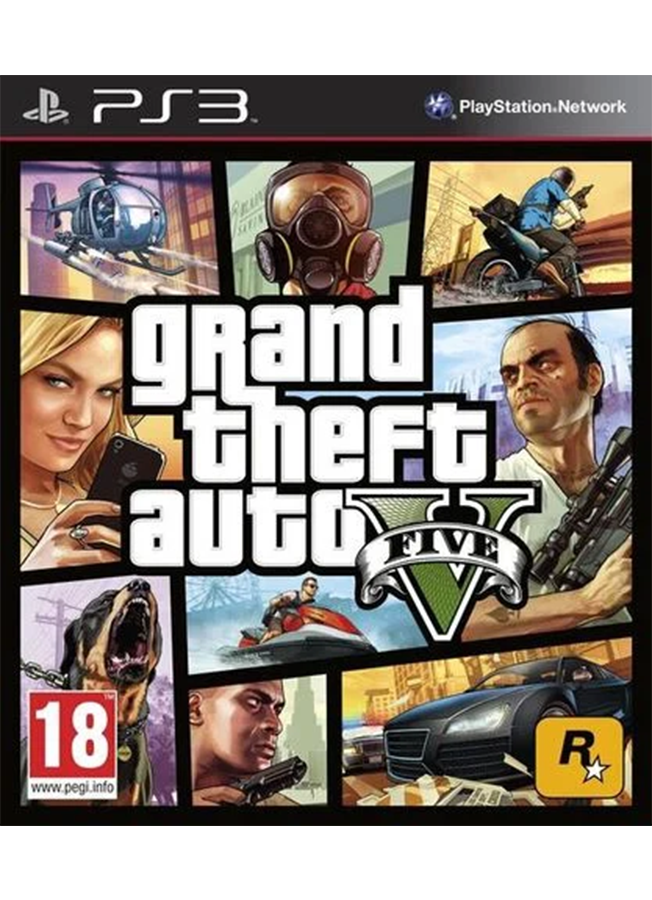 PS3
PlayStation®Network
grand
theft
auto V
FIVE
18
www.pegi.info
R